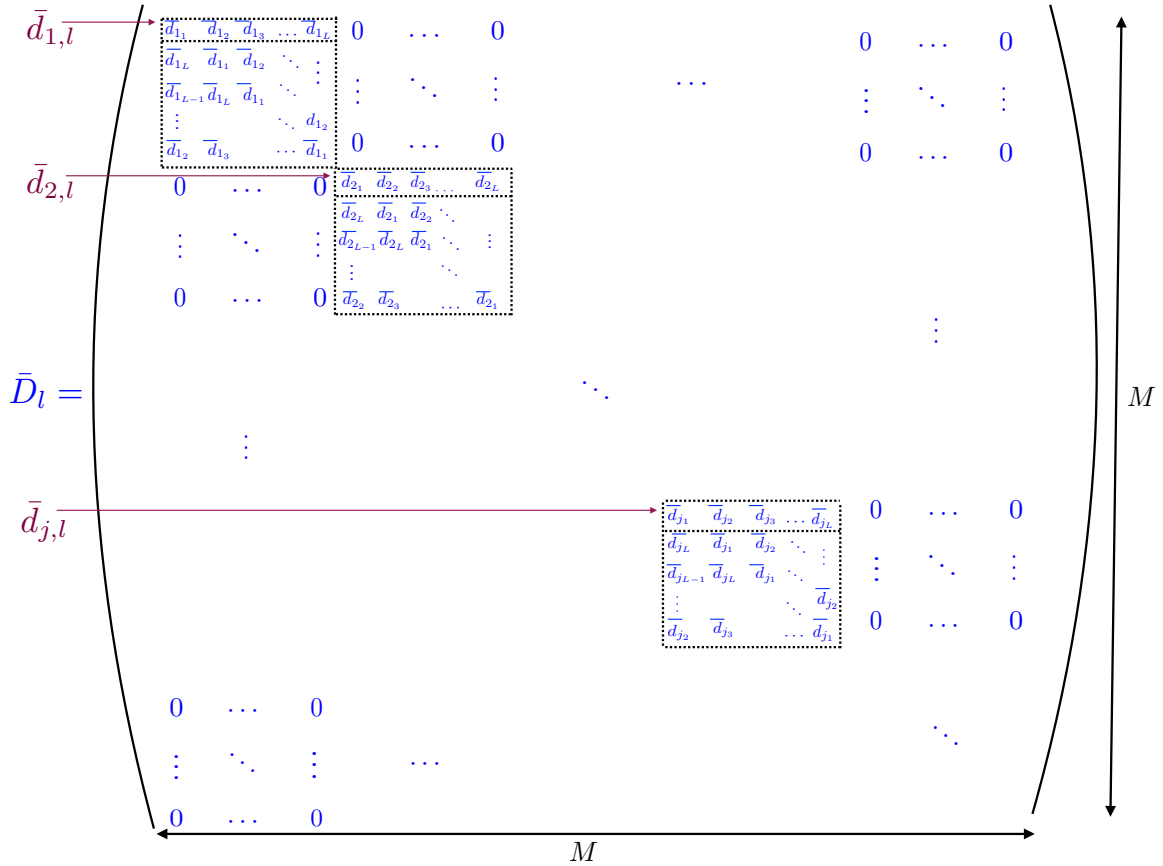 d̄_{1,l} d̄_{1_1} d̄_{1_2} d̄_{1_3} … d̄_{1_L} 0 ⋯ 0 0 ⋯ 0
d̄_{1_L} d̄_{1_1} d̄_{1_2} ⋱ ⋮
d̄_{1_{L-1}} d̄_{1_L} d̄_{1_1} ⋱ ⋮ ⋱ ⋮ ⋯ ⋮ ⋱ ⋮
⋮ ⋱ d_{1_2}
d̄_{1_2} d̄_{1_3} … d̄_{1_1} 0 ⋯ 0 0 ⋯ 0
d̄_{2,l} 0 ⋯ 0 d̄_{2_1} d̄_{2_2} d̄_{2_3} … d̄_{2_L}
d̄_{2_L} d̄_{2_1} d̄_{2_2} ⋱
⋮ ⋱ ⋮ d̄_{2_{L-1}} d̄_{2_L} d̄_{2_1} ⋱ ⋮
⋮ ⋱
0 ⋯ 0 d̄_{2_2} d̄_{2_3} … d̄_{2_1}
⋮
D̄_l = ⋱ M
⋮
d̄_{j,l} d̄_{j_1} d̄_{j_2} d̄_{j_3} … d̄_{j_L} 0 ⋯ 0
d̄_{j_L} d̄_{j_1} d̄_{j_2} ⋱ ⋮
d̄_{j_{L-1}} d̄_{j_L} d̄_{j_1} ⋱ ⋮ ⋱ ⋮
⋮ ⋱ d̄_{j_2}
d̄_{j_2} d̄_{j_3} … d̄_{j_1} 0 ⋯ 0
0 ⋯ 0 ⋱
⋮ ⋱ ⋮ ⋯
0 ⋯ 0
M